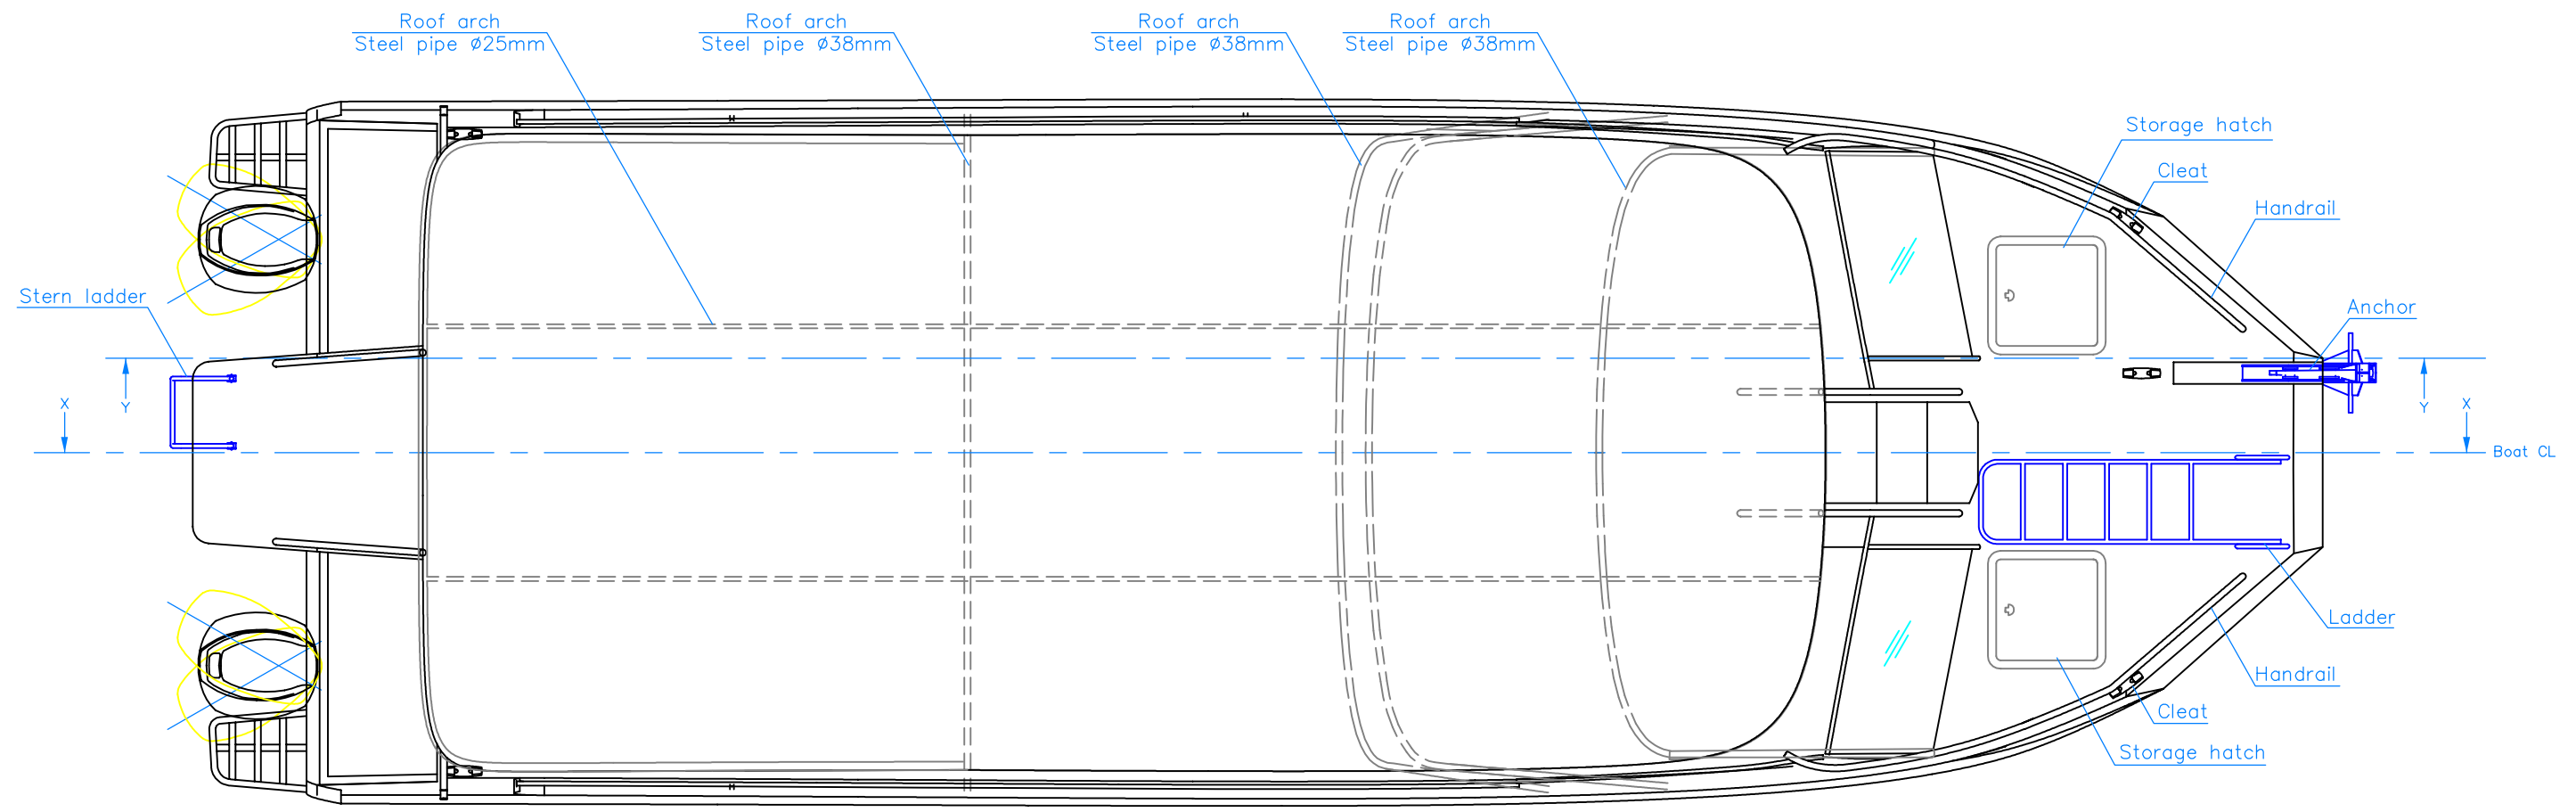 Roof arch
Steel pipe Ø25mm
Roof arch
Steel pipe Ø38mm
Roof arch
Steel pipe Ø38mm
Roof arch
Steel pipe Ø38mm
Storage hatch
Cleat
Handrail
Stern ladder
Anchor
X
Y
Y
X
Boat CL
Ladder
Handrail
Cleat
Storage hatch